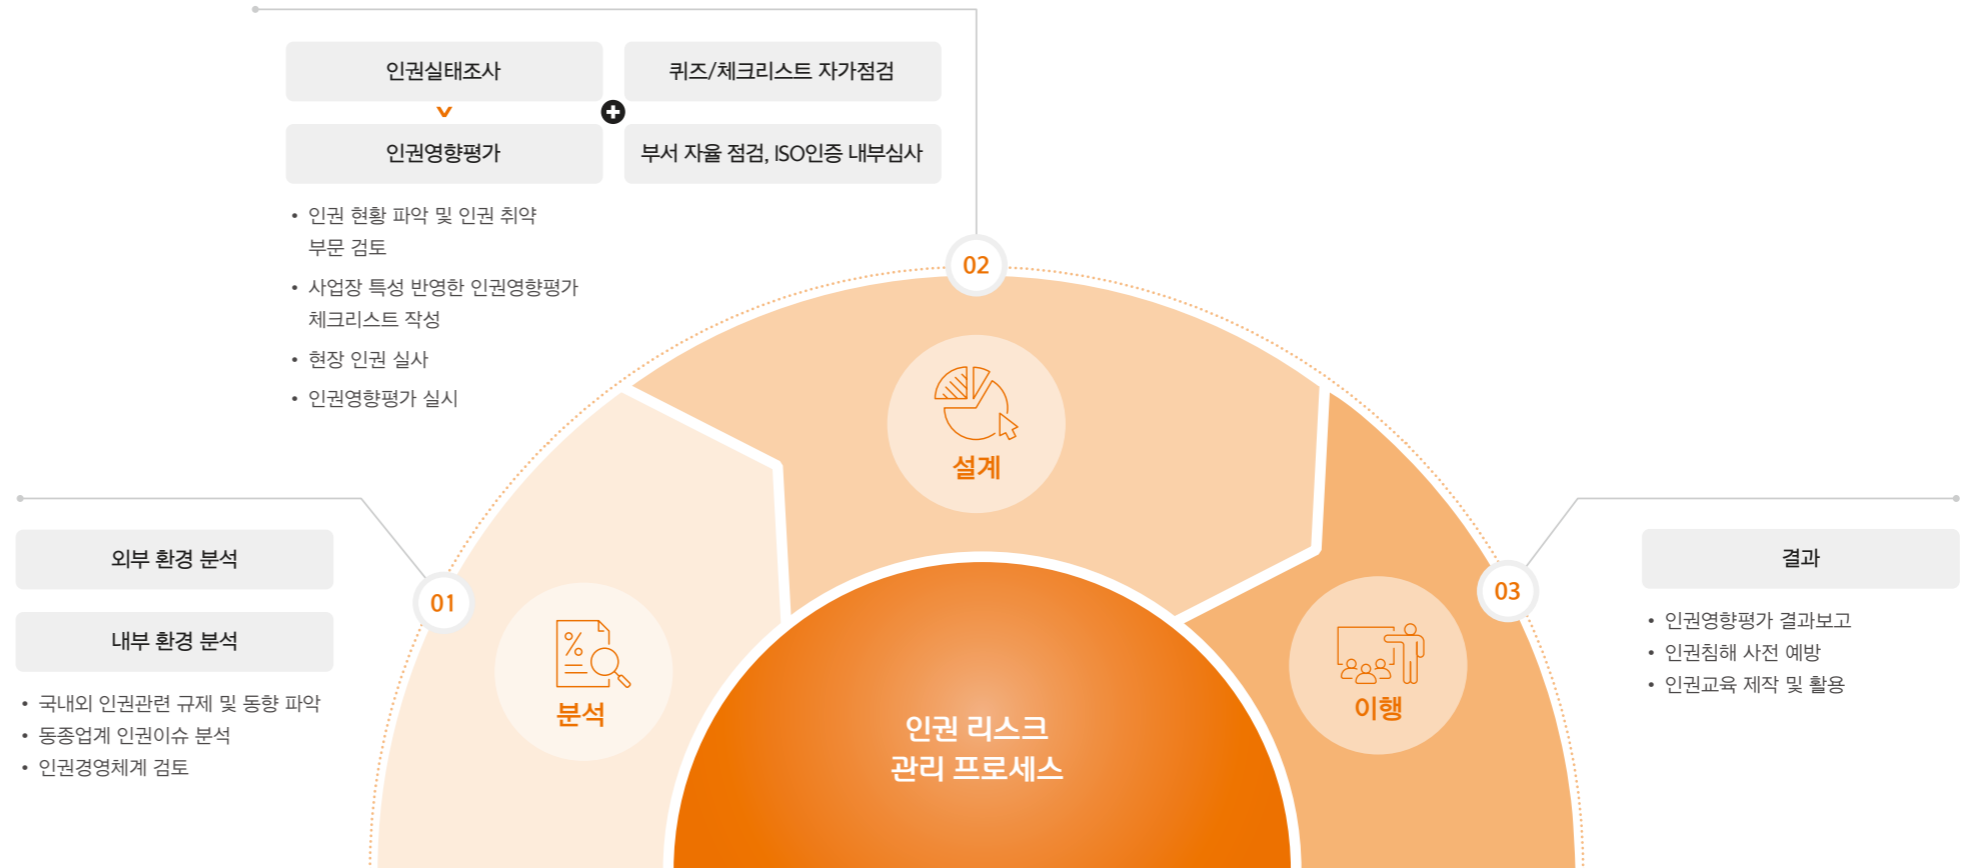 인권실태조사
퀴즈/체크리스트 자가점검
인권영향평가
부서 자율 점검, ISO인증 내부심사
• 인권 현황 파악 및 인권 취약
부문 검토
• 사업장 특성 반영한 인권영향평가
체크리스트 작성
• 현장 인권 실사
• 인권영향평가 실시
02
설계
외부 환경 분석
내부 환경 분석
• 국내외 인권관련 규제 및 동향 파악
• 동종업계 인권이슈 분석
• 인권경영체계 검토
01
분석
03
이행
결과
• 인권영향평가 결과보고
• 인권침해 사전 예방
• 인권교육 제작 및 활용
인권 리스크
관리 프로세스